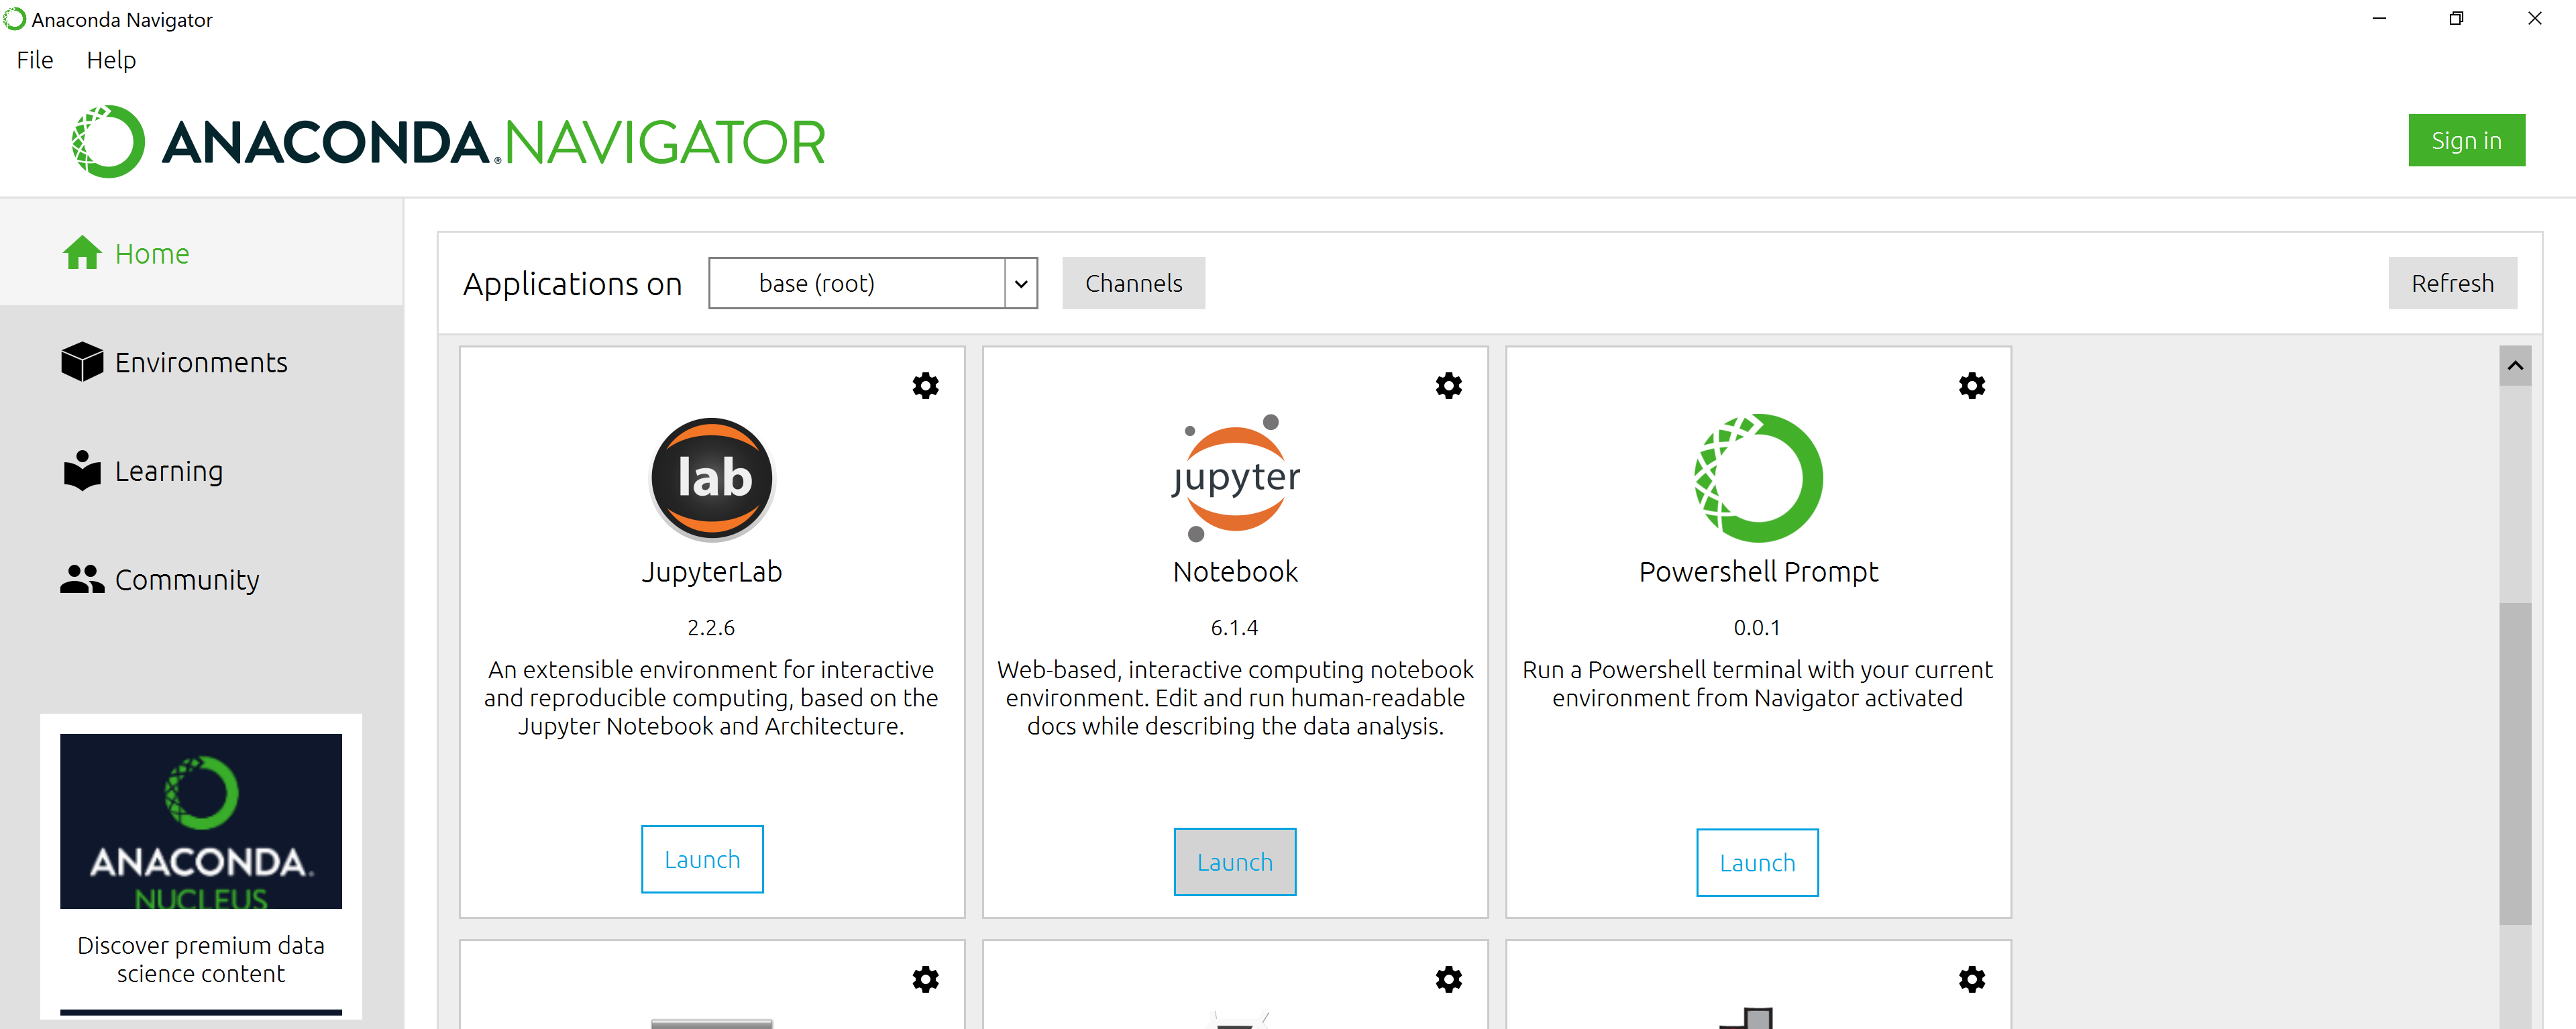 Anaconda Navigator
File Help
ANACONDA.NAVIGATOR
Sign in
Home
Environments
Learning
Community
ANACONDA.
NUCLEUS
Discover premium data
science content
Applications on base (root) Channels Refresh
lab
JupyterLab
2.2.6
An extensible environment for interactive
and reproducible computing, based on the
Jupyter Notebook and Architecture.
Launch
jupyter
Notebook
6.1.4
Web-based, interactive computing notebook
environment. Edit and run human-readable
docs while describing the data analysis.
Launch
Powershell Prompt
0.0.1
Run a Powershell terminal with your current
environment from Navigator activated
Launch